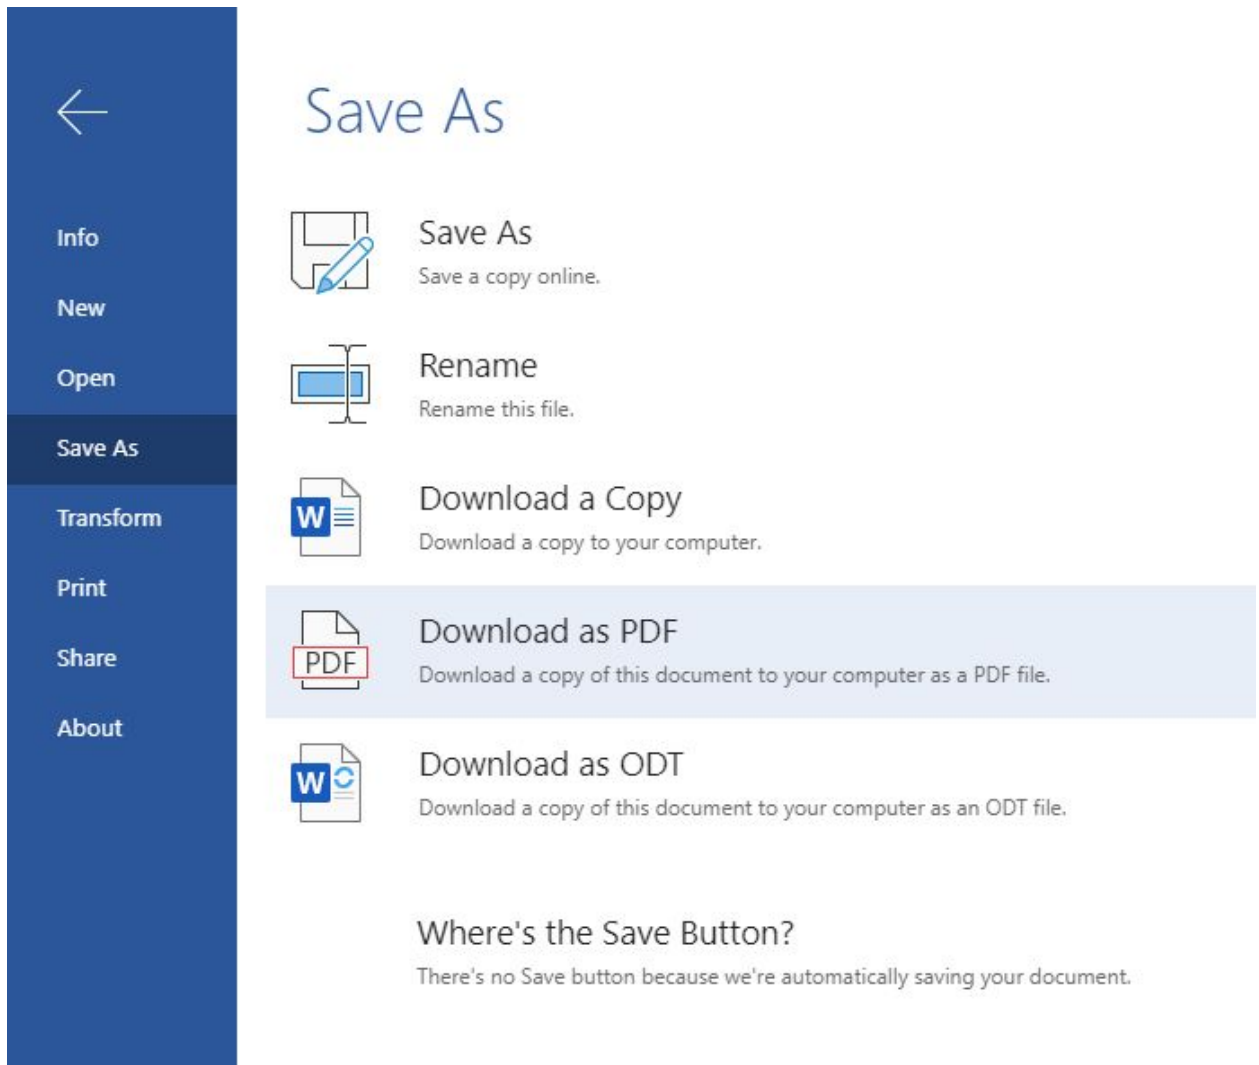 Save As
Info
New
Open
Save As
Transform
Print
Share
About
Save As
Save a copy online.
Rename
Rename this file.
W
Download a Copy
Download a copy to your computer.
PDF
Download as PDF
Download a copy of this document to your computer as a PDF file.
W
Download as ODT
Download a copy of this document to your computer as an ODT file.
Where's the Save Button?
There's no Save button because we're automatically saving your document.